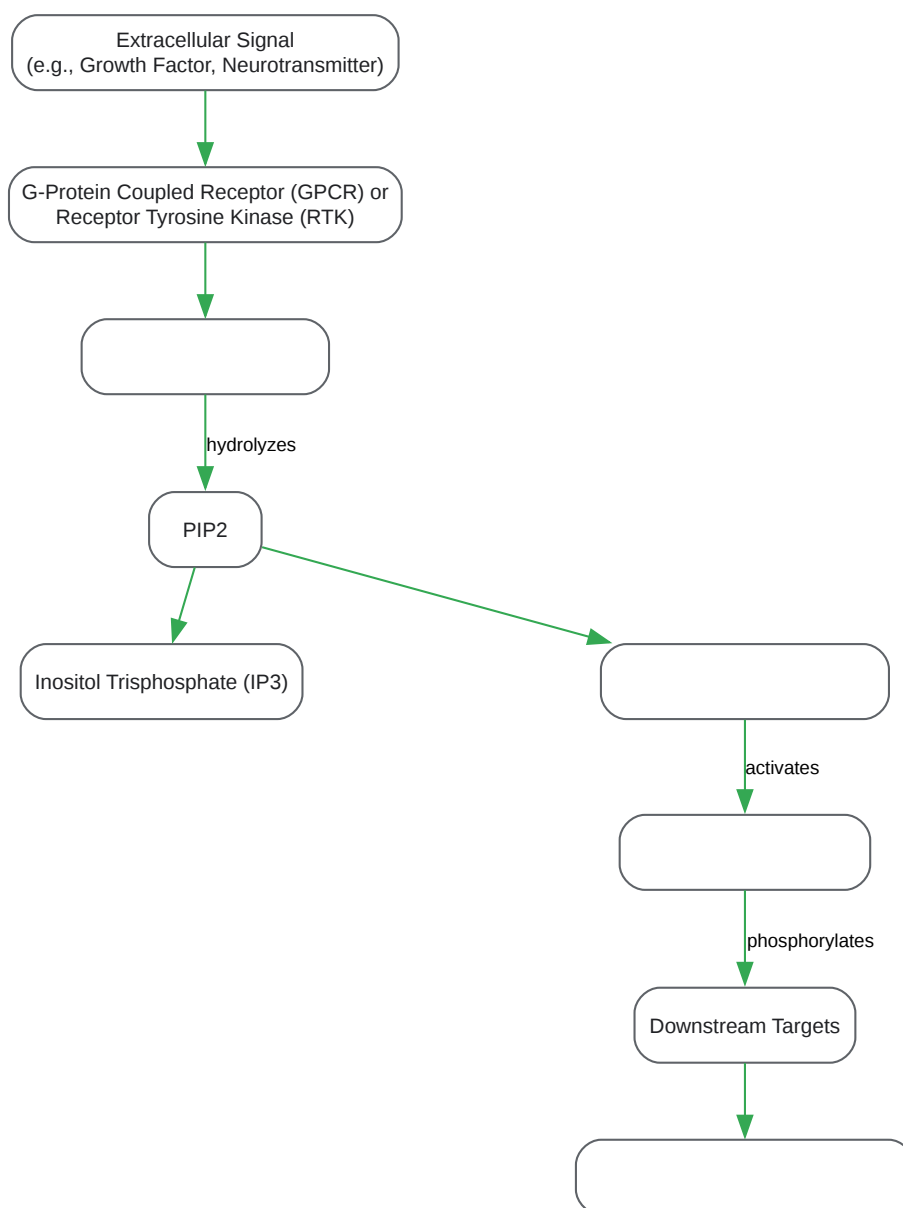 Extracellular Signal
(e.g., Growth Factor, Neurotransmitter)
G-Protein Coupled Receptor (GPCR) or
Receptor Tyrosine Kinase (RTK)
hydrolyzes
PIP2
Inositol Trisphosphate (IP3)
activates
phosphorylates
Downstream Targets